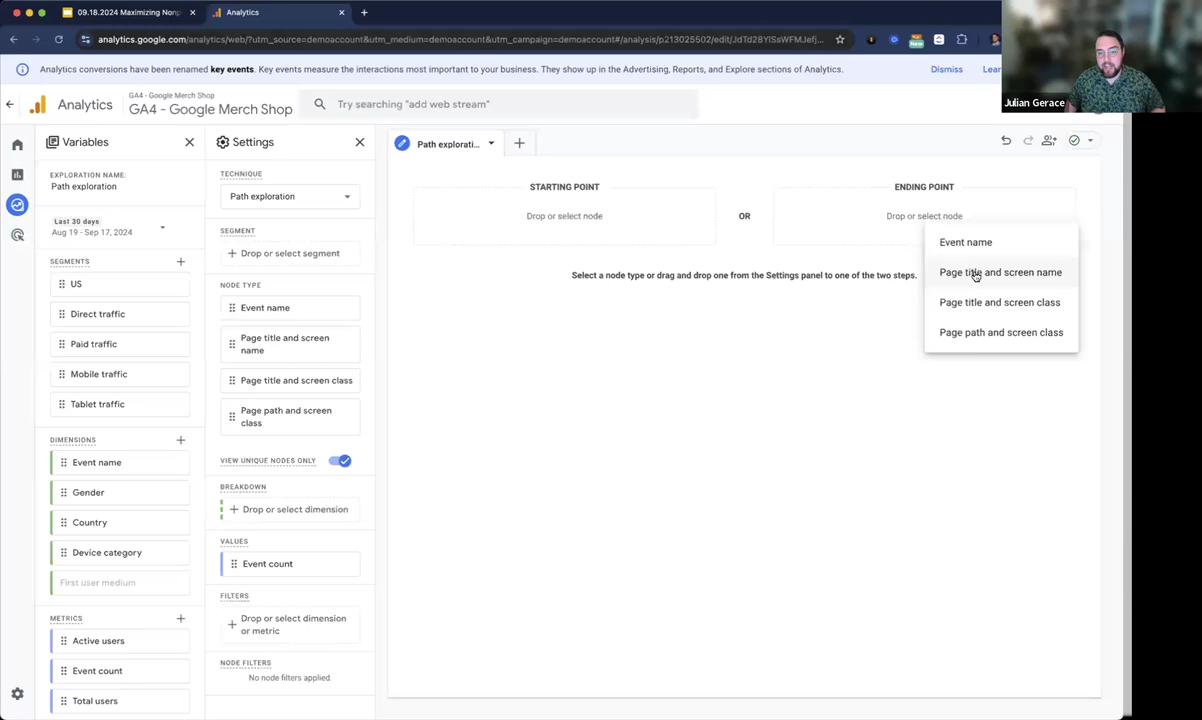 09.18.2024 Maximizing Nonp
Analytics
analytics.google.com/analytics/web/?utm_source=demoaccount&utm_medium=demoaccount&utm_campaign=demoaccount#/analysis/p213025502/edit/JdTd28YlSsWFMJefj...
New
Analytics conversions have been renamed key events. Key events measure the interactions most important to your business. They show up in the Advertising, Reports, and Explore sections of Analytics.
Dismiss
Lear
Julian Gerace
Analytics
GA4 - Google Merch Shop
GA4 - Google Merch Shop
Try searching "add web stream"
Variables
EXPLORATION NAME:
Path exploration
Last 30 days
Aug 19 - Sep 17, 2024
SEGMENTS
US
Direct traffic
Paid traffic
Mobile traffic
Tablet traffic
DIMENSIONS
Event name
Gender
Country
Device category
First user medium
METRICS
Active users
Event count
Total users
Settings
TECHNIQUE
Path exploration
SEGMENT
Drop or select segment
NODE TYPE
Event name
Page title and screen
name
Page title and screen class
Page path and screen
class
VIEW UNIQUE NODES ONLY
BREAKDOWN
Drop or select dimension
VALUES
Event count
FILTERS
Drop or select dimension
or metric
NODE FILTERS
No node filters applied.
Path explorati...
STARTING POINT
Drop or select node
OR
ENDING POINT
Drop or select node
Select a node type or drag and drop one from the Settings panel to one of the two steps.
Event name
Page title and screen name
Page title and screen class
Page path and screen class